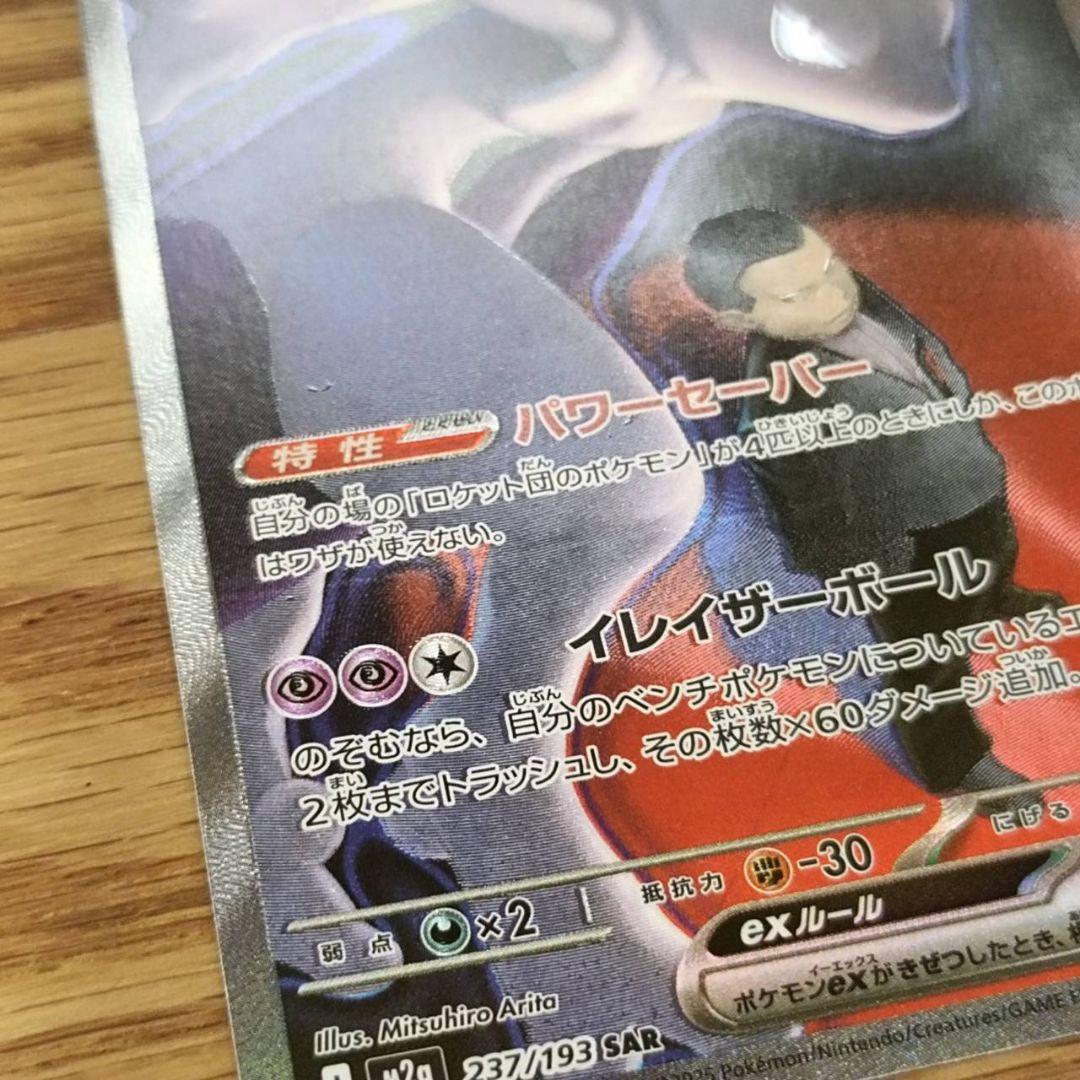 特性 パワーセーバー
自分の場の「ロケット団のポケモン」が4匹以上のときにしか、このポ
はワザが使えない。
イレイザーボール
のぞむなら、自分のベンチポケモンについているエ
2枚までトラッシュし、その枚数×60ダメージ追加。
弱点 ×2 抵抗力 -30 にげる
exルール
ポケモンexがきぜつしたとき、
Illus. Mitsuhiro Arita
237/193 SAR
©2025 Pokémon/Nintendo/Creatures/GAME